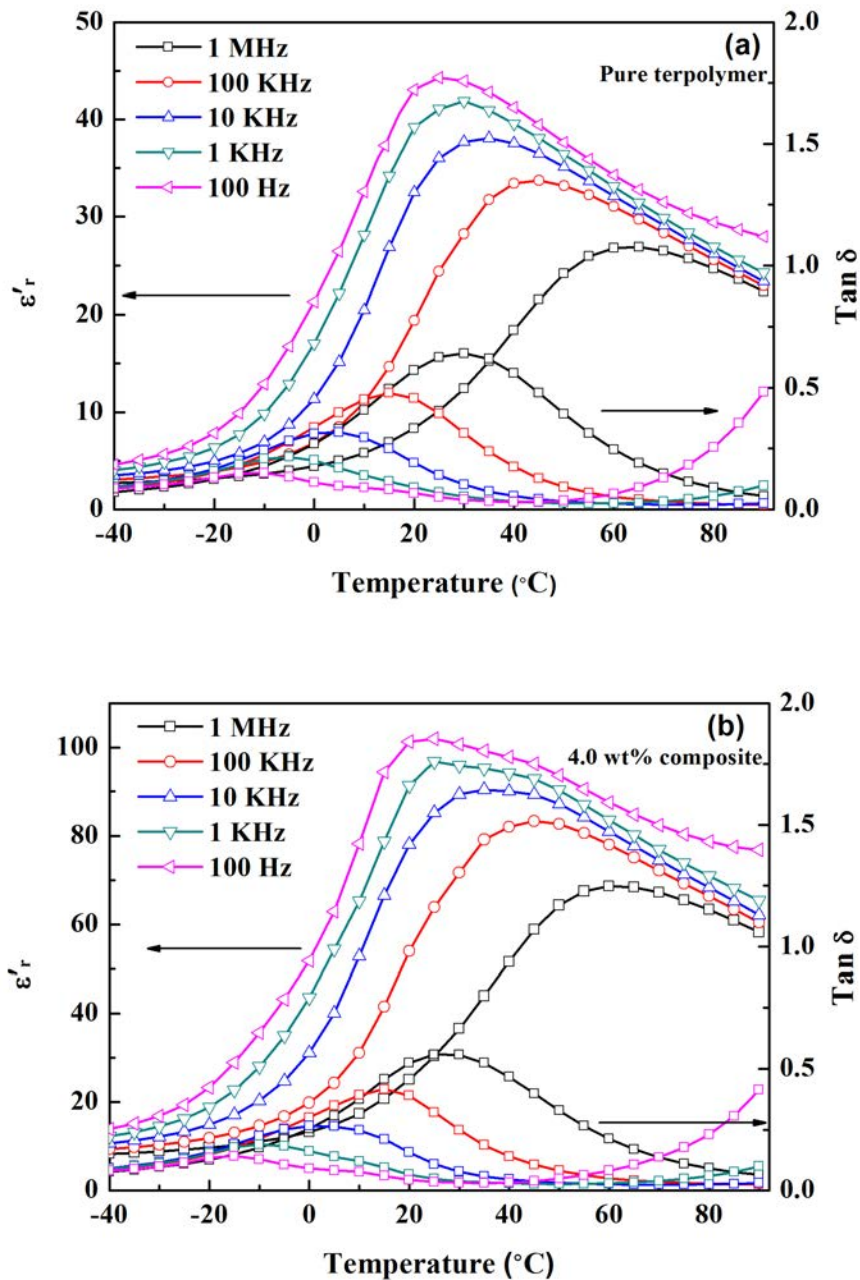 50
40
30
20
10
0
ε′r
2.0
1.5
1.0
0.5
0.0
Tan δ
1 MHz
100 KHz
10 KHz
1 KHz
100 Hz
(a)
Pure terpolymer
-40 -20 0 20 40 60 80
Temperature (°C)
100
80
60
40
20
0
ε′r
2.0
1.5
1.0
0.5
0.0
Tan δ
1 MHz
100 KHz
10 KHz
1 KHz
100 Hz
(b)
4.0 wt% composite
-40 -20 0 20 40 60 80
Temperature (°C)